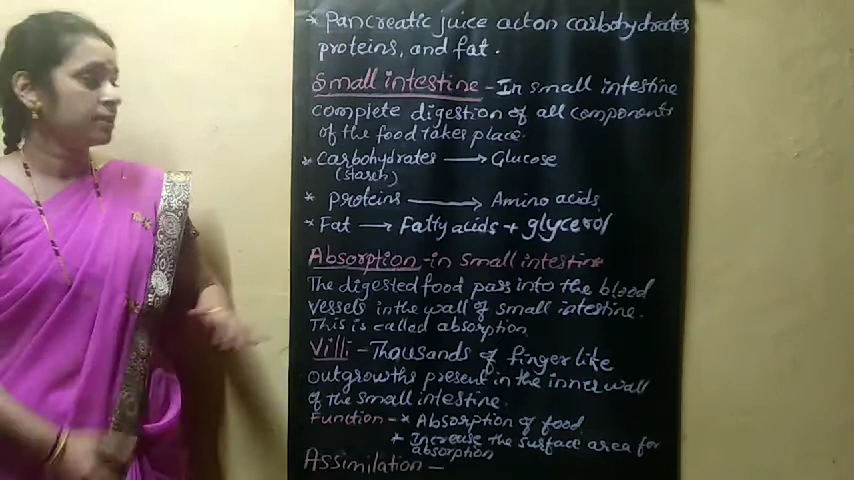 * Pancreatic juice act on carbohydrates
proteins, and fat.
Small intestine - In small intestine
complete digestion of all components
of the food takes place.
* Carbohydrates → Glucose
(starch)
* Proteins → Amino acids
* Fat → Fatty acids + glycerol
Absorption - in small intestine
The digested food pass into the blood
vessels in the wall of small intestine.
This is called absorption
Villi - Thousands of finger like
outgrowths present in the inner wall
of the small intestine.
Function - * Absorption of food
* Increase the surface area for
absorption
Assimilation -